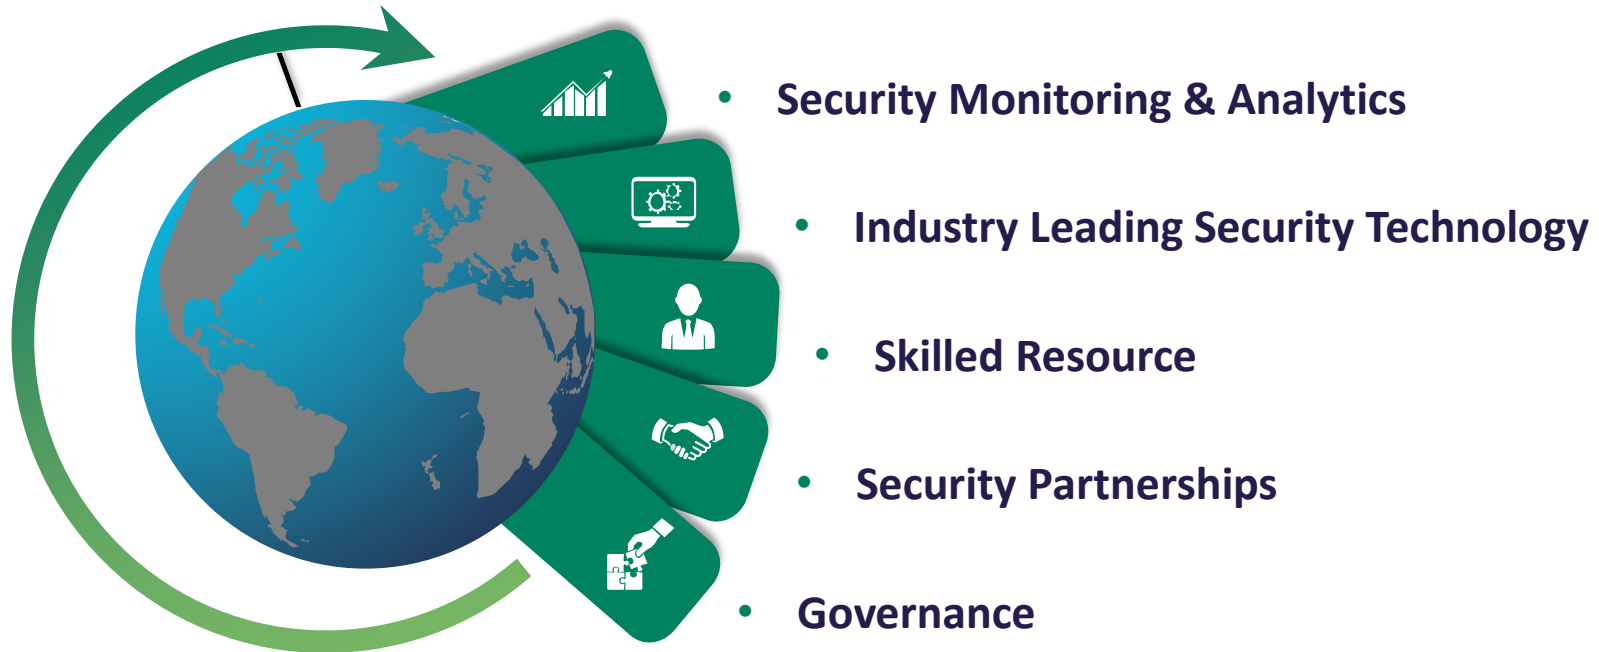 • Security Monitoring & Analytics
• Industry Leading Security Technology
• Skilled Resource
• Security Partnerships
• Governance